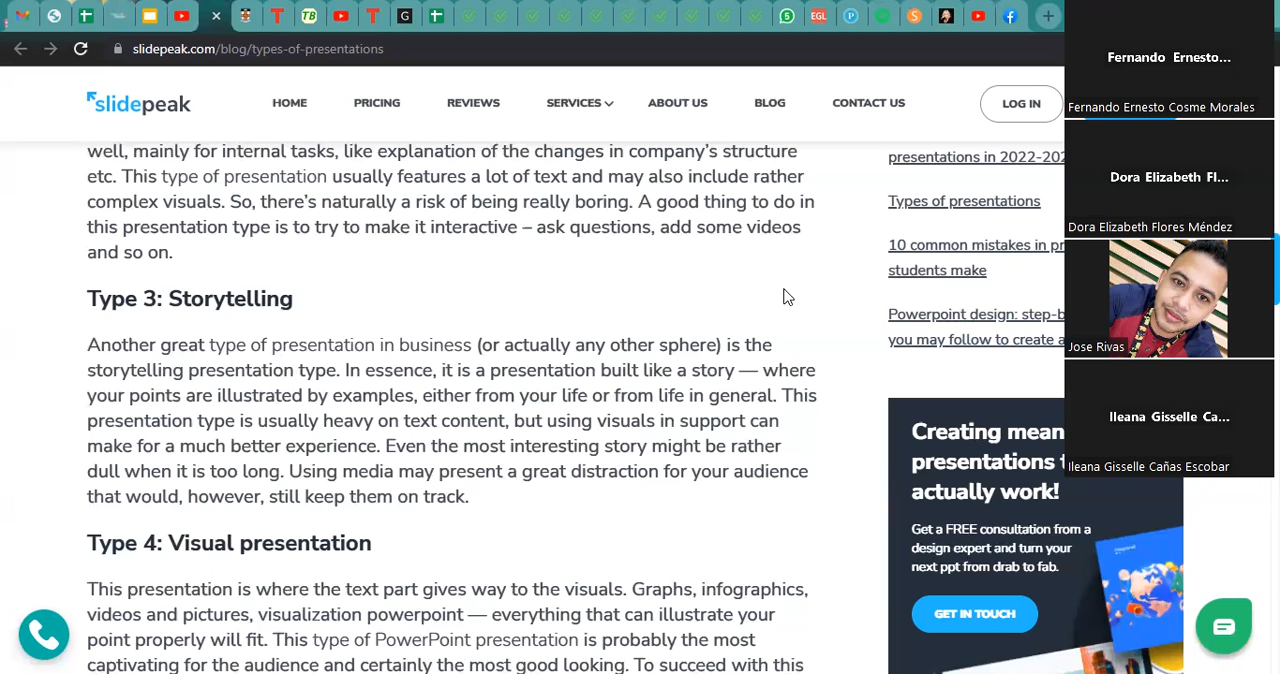 5
EGL
TB
T
T
G
P
S
slidepeak.com/blog/types-of-presentations
slidepeak
HOME
PRICING
REVIEWS
SERVICES
ABOUT US
BLOG
CONTACT US
LOG IN
well, mainly for internal tasks, like explanation of the changes in company's structure
etc. This type of presentation usually features a lot of text and may also include rather
complex visuals. So, there's naturally a risk of being really boring. A good thing to do in
this presentation type is to try to make it interactive – ask questions, add some videos
and so on.
Type 3: Storytelling
Another great type of presentation in business (or actually any other sphere) is the
storytelling presentation type. In essence, it is a presentation built like a story — where
your points are illustrated by examples, either from your life or from life in general. This
presentation type is usually heavy on text content, but using visuals in support can
make for a much better experience. Even the most interesting story might be rather
dull when it is too long. Using media may present a great distraction for your audience
that would, however, still keep them on track.
Type 4: Visual presentation
This presentation is where the text part gives way to the visuals. Graphs, infographics,
videos and pictures, visualization powerpoint — everything that can illustrate your
point properly will fit. This type of PowerPoint presentation is probably the most
captivating for the audience and certainly the most good looking. To succeed with this
presentations in 2022-202
Types of presentations
10 common mistakes in pr
students make
Powerpoint design: step-b
you may follow to create a
Creating mean
presentations t
actually work!
Get a FREE consultation from a
design expert and turn your
next ppt from drab to fab.
GET IN TOUCH
Fernando Ernesto...
Fernando Ernesto Cosme Morales
Dora Elizabeth Fl...
Dora Elizabeth Flores Méndez
Jose Rivas
Ileana Gisselle Ca...
Ileana Gisselle Cañas Escobar